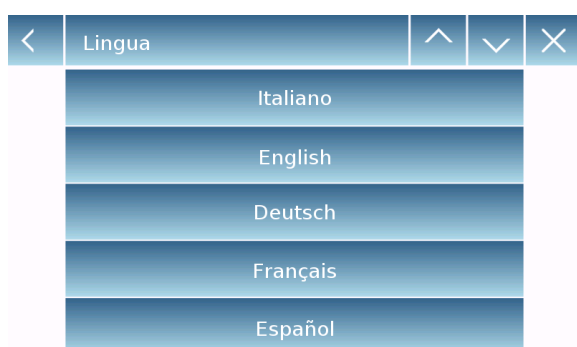 Lingua
Italiano
English
Deutsch
Français
Español